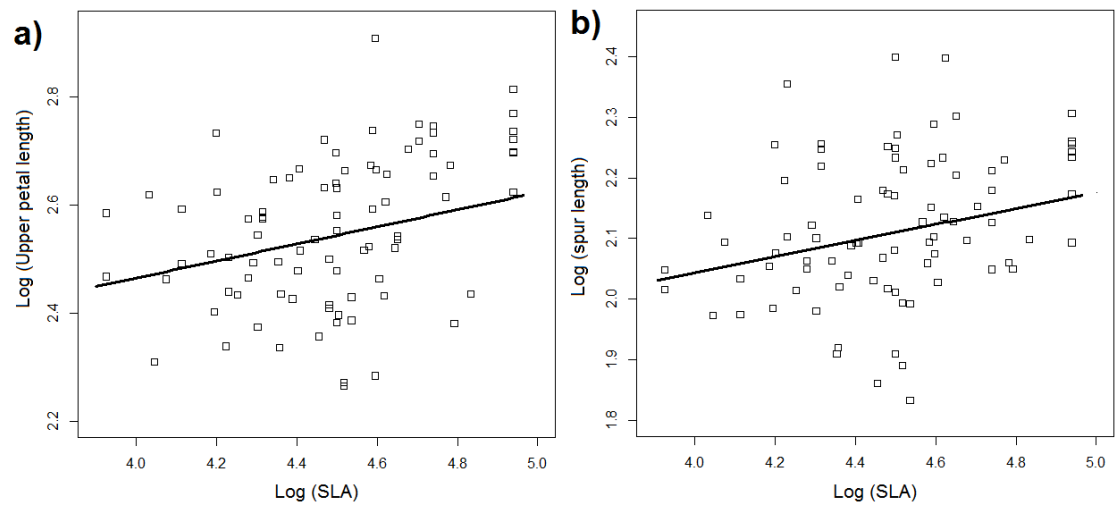 a)
Log (Upper petal length)
2.8
2.6
2.4
2.2
4.0 4.2 4.4 4.6 4.8 5.0
Log (SLA)
b)
Log (spur length)
2.4
2.3
2.2
2.1
2.0
1.9
1.8
4.0 4.2 4.4 4.6 4.8 5.0
Log (SLA)